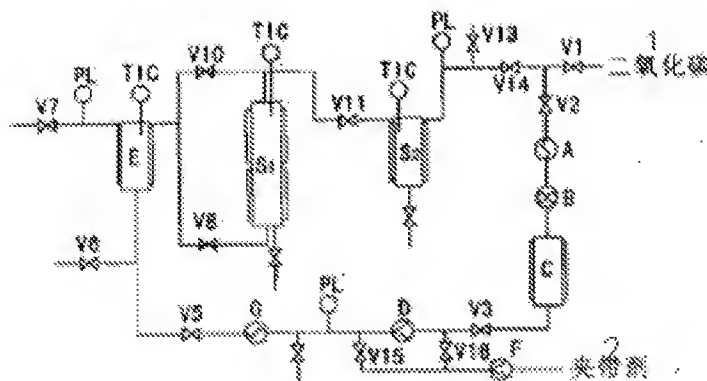 PL
V13
1
V10
TIC
V1
二氧化碳
PL
TIC
V14
V7
TIC
V11
V2
A
E
S1
S2
B
V8
C
V6
PL
V5
G
D
V3
2
V15
V16
F
夹带剂